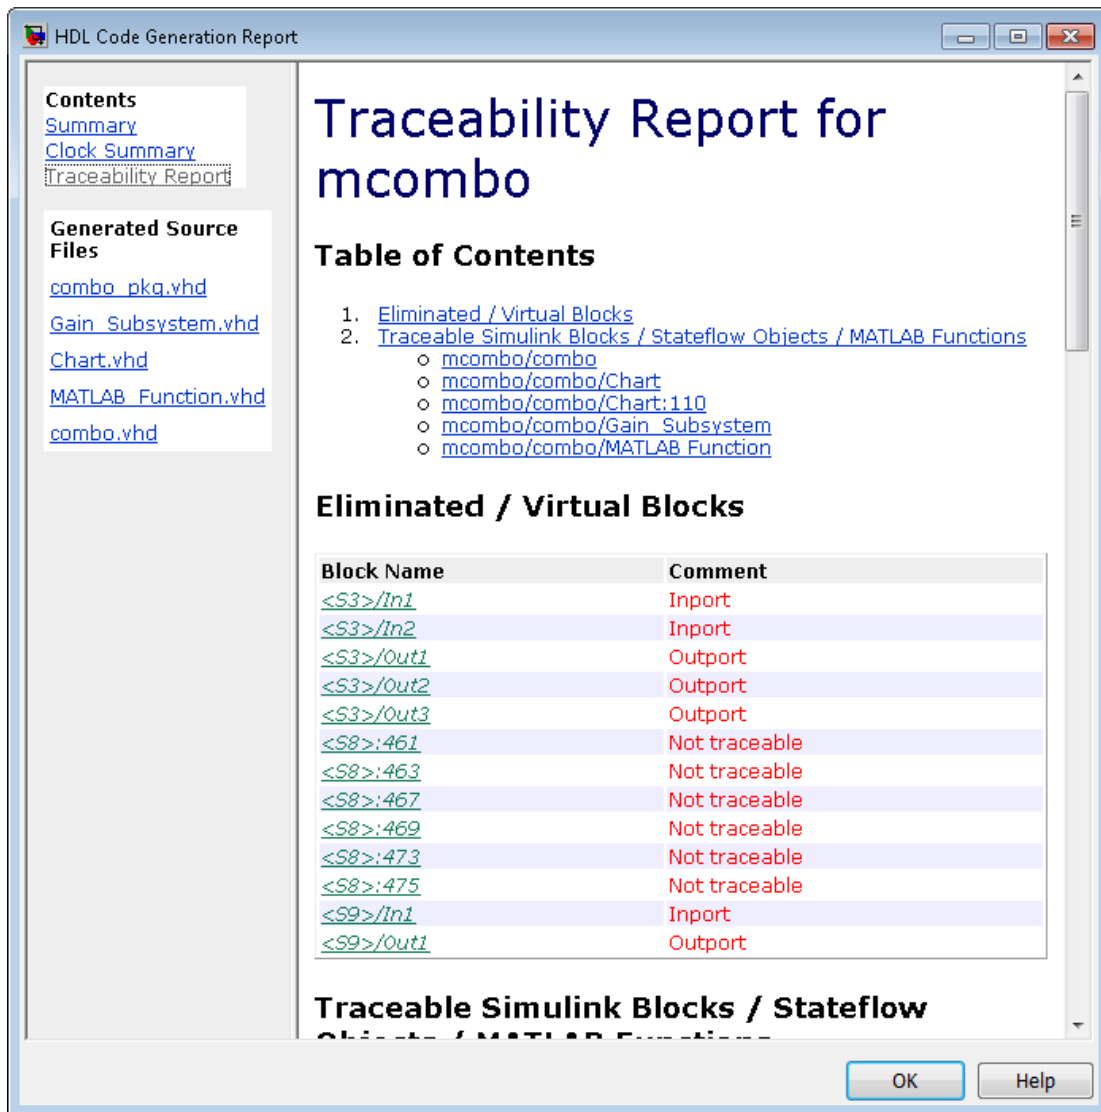 HDL Code Generation Report
Contents
Summary
Clock Summary
Traceability Report
Generated Source
Files
combo_pkg.vhd
Gain_Subsystem.vhd
Chart.vhd
MATLAB_Function.vhd
combo.vhd
Traceability Report for
mcombo
Table of Contents
1. Eliminated / Virtual Blocks
2. Traceable Simulink Blocks / Stateflow Objects / MATLAB Functions
mcombo/combo
mcombo/combo/Chart
mcombo/combo/Chart:110
mcombo/combo/Gain_Subsystem
mcombo/combo/MATLAB Function
Eliminated / Virtual Blocks
Block Name Comment
<S3>/In1 Inport
<S3>/In2 Inport
<S3>/Out1 Outport
<S3>/Out2 Outport
<S3>/Out3 Outport
<S8>:461 Not traceable
<S8>:463 Not traceable
<S8>:467 Not traceable
<S8>:469 Not traceable
<S8>:473 Not traceable
<S8>:475 Not traceable
<S9>/In1 Inport
<S9>/Out1 Outport
Traceable Simulink Blocks / Stateflow
Objects / MATLAB Functions
OK Help